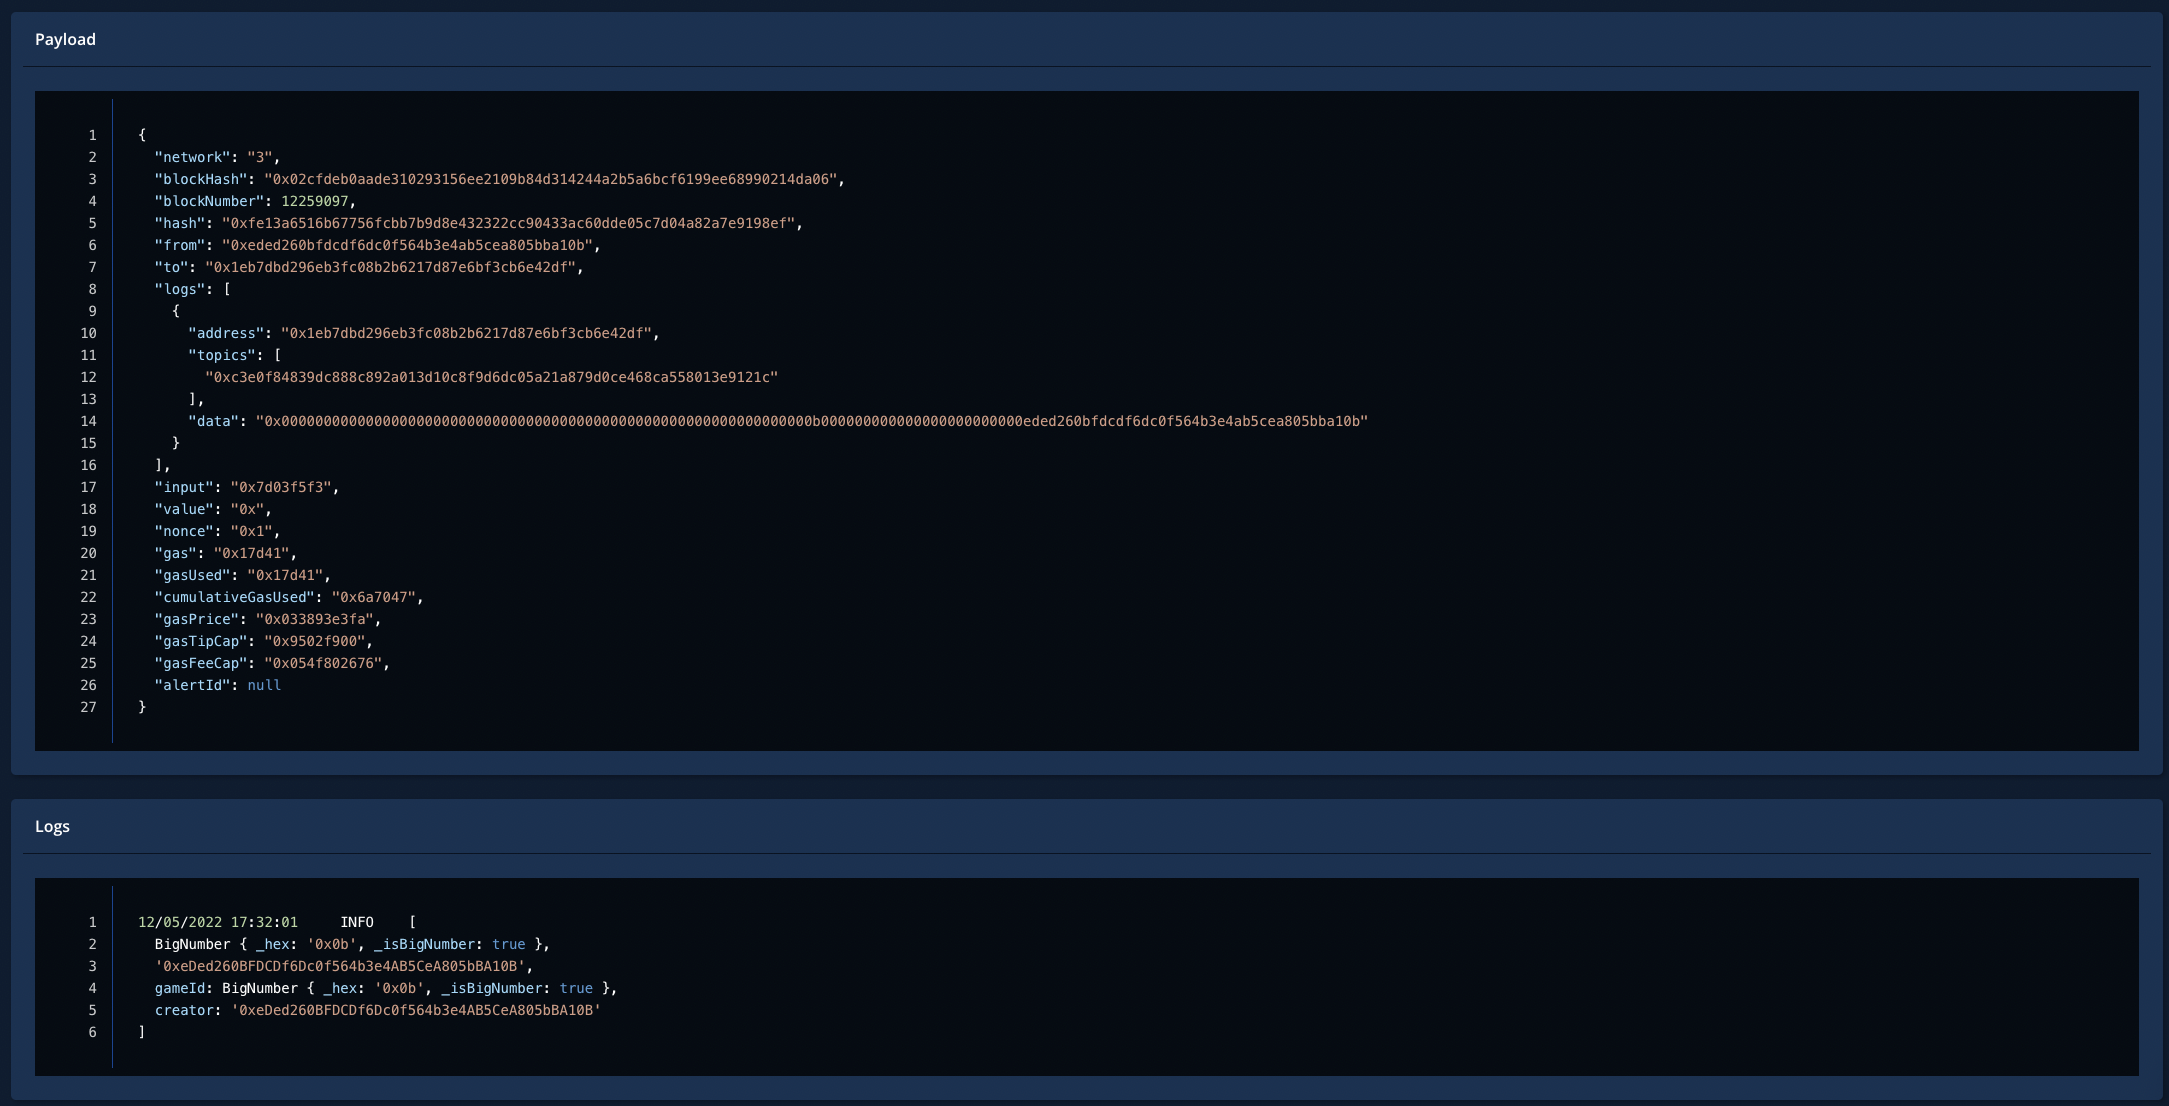 Payload
1 {
2 "network": "3",
3 "blockHash": "0x02cfdeb0aade310293156ee2109b84d314244a2b5a6bcf6199ee68990214da06",
4 "blockNumber": 12259097,
5 "hash": "0xfe13a6516b67756fcbb7b9d8e432322cc90433ac60dde05c7d04a82a7e9198ef",
6 "from": "0xeded260bfdcdf6dc0f564b3e4ab5cea805bba10b",
7 "to": "0x1eb7dbd296eb3fc08b2b6217d87e6bf3cb6e42df",
8 "logs": [
9 {
10 "address": "0x1eb7dbd296eb3fc08b2b6217d87e6bf3cb6e42df",
11 "topics": [
12 "0xc3e0f84839dc888c892a013d10c8f9d6dc05a21a879d0ce468ca558013e9121c"
13 ],
14 "data": "0x000000000000000000000000000000000000000000000000000000000000000b000000000000000000000000eded260bfdcdf6dc0f564b3e4ab5cea805bba10b"
15 }
16 ],
17 "input": "0x7d03f5f3",
18 "value": "0x",
19 "nonce": "0x1",
20 "gas": "0x17d41",
21 "gasUsed": "0x17d41",
22 "cumulativeGasUsed": "0x6a7047",
23 "gasPrice": "0x033893e3fa",
24 "gasTipCap": "0x9502f900",
25 "gasFeeCap": "0x054f802676",
26 "alertId": null
27 }
Logs
1 12/05/2022 17:32:01 INFO [
2 BigNumber { _hex: '0x0b', _isBigNumber: true },
3 '0xeDed260BFDCDf6Dc0f564b3e4AB5CeA805bBA10B',
4 gameId: BigNumber { _hex: '0x0b', _isBigNumber: true },
5 creator: '0xeDed260BFDCDf6Dc0f564b3e4AB5CeA805bBA10B'
6 ]